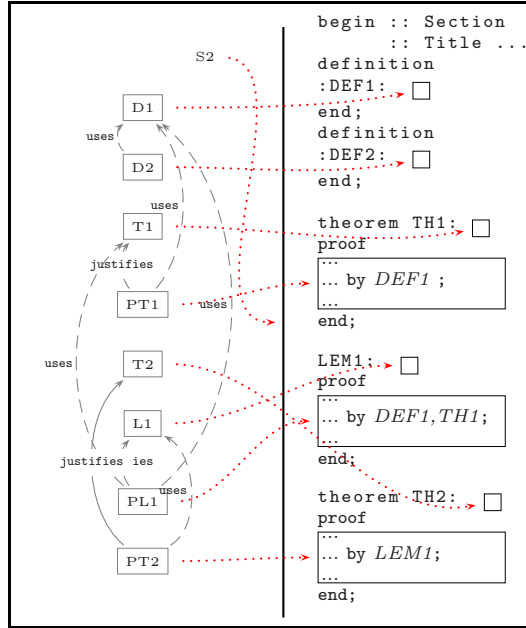 S2
D1
uses
D2
uses
T1
justifies
PT1
uses
T2
uses
L1
justifies ies
uses
PL1
PT2
begin :: Section
:: Title ...
definition
:DEF1:
end;
definition
:DEF2:
end;
theorem TH1:
proof
...
... by DEF1 ;
...
end;
LEM1:
proof
...
... by DEF1,TH1;
...
end;
theorem TH2:
proof
...
... by LEM1;
...
end;